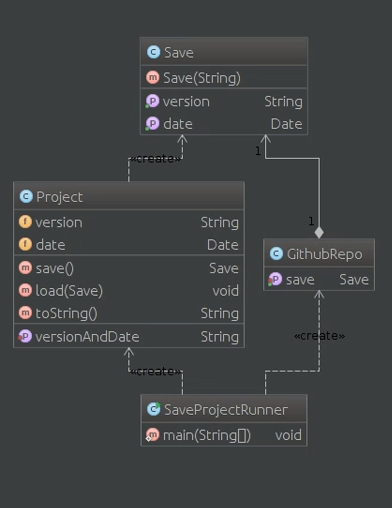 Save
Save(String)
version String
date Date
«create»
1
Project
version String
date Date
save() Save
load(Save) void
toString() String
versionAndDate String
1
GithubRepo
save Save
«create»
«create»
SaveProjectRunner
main(String[]) void